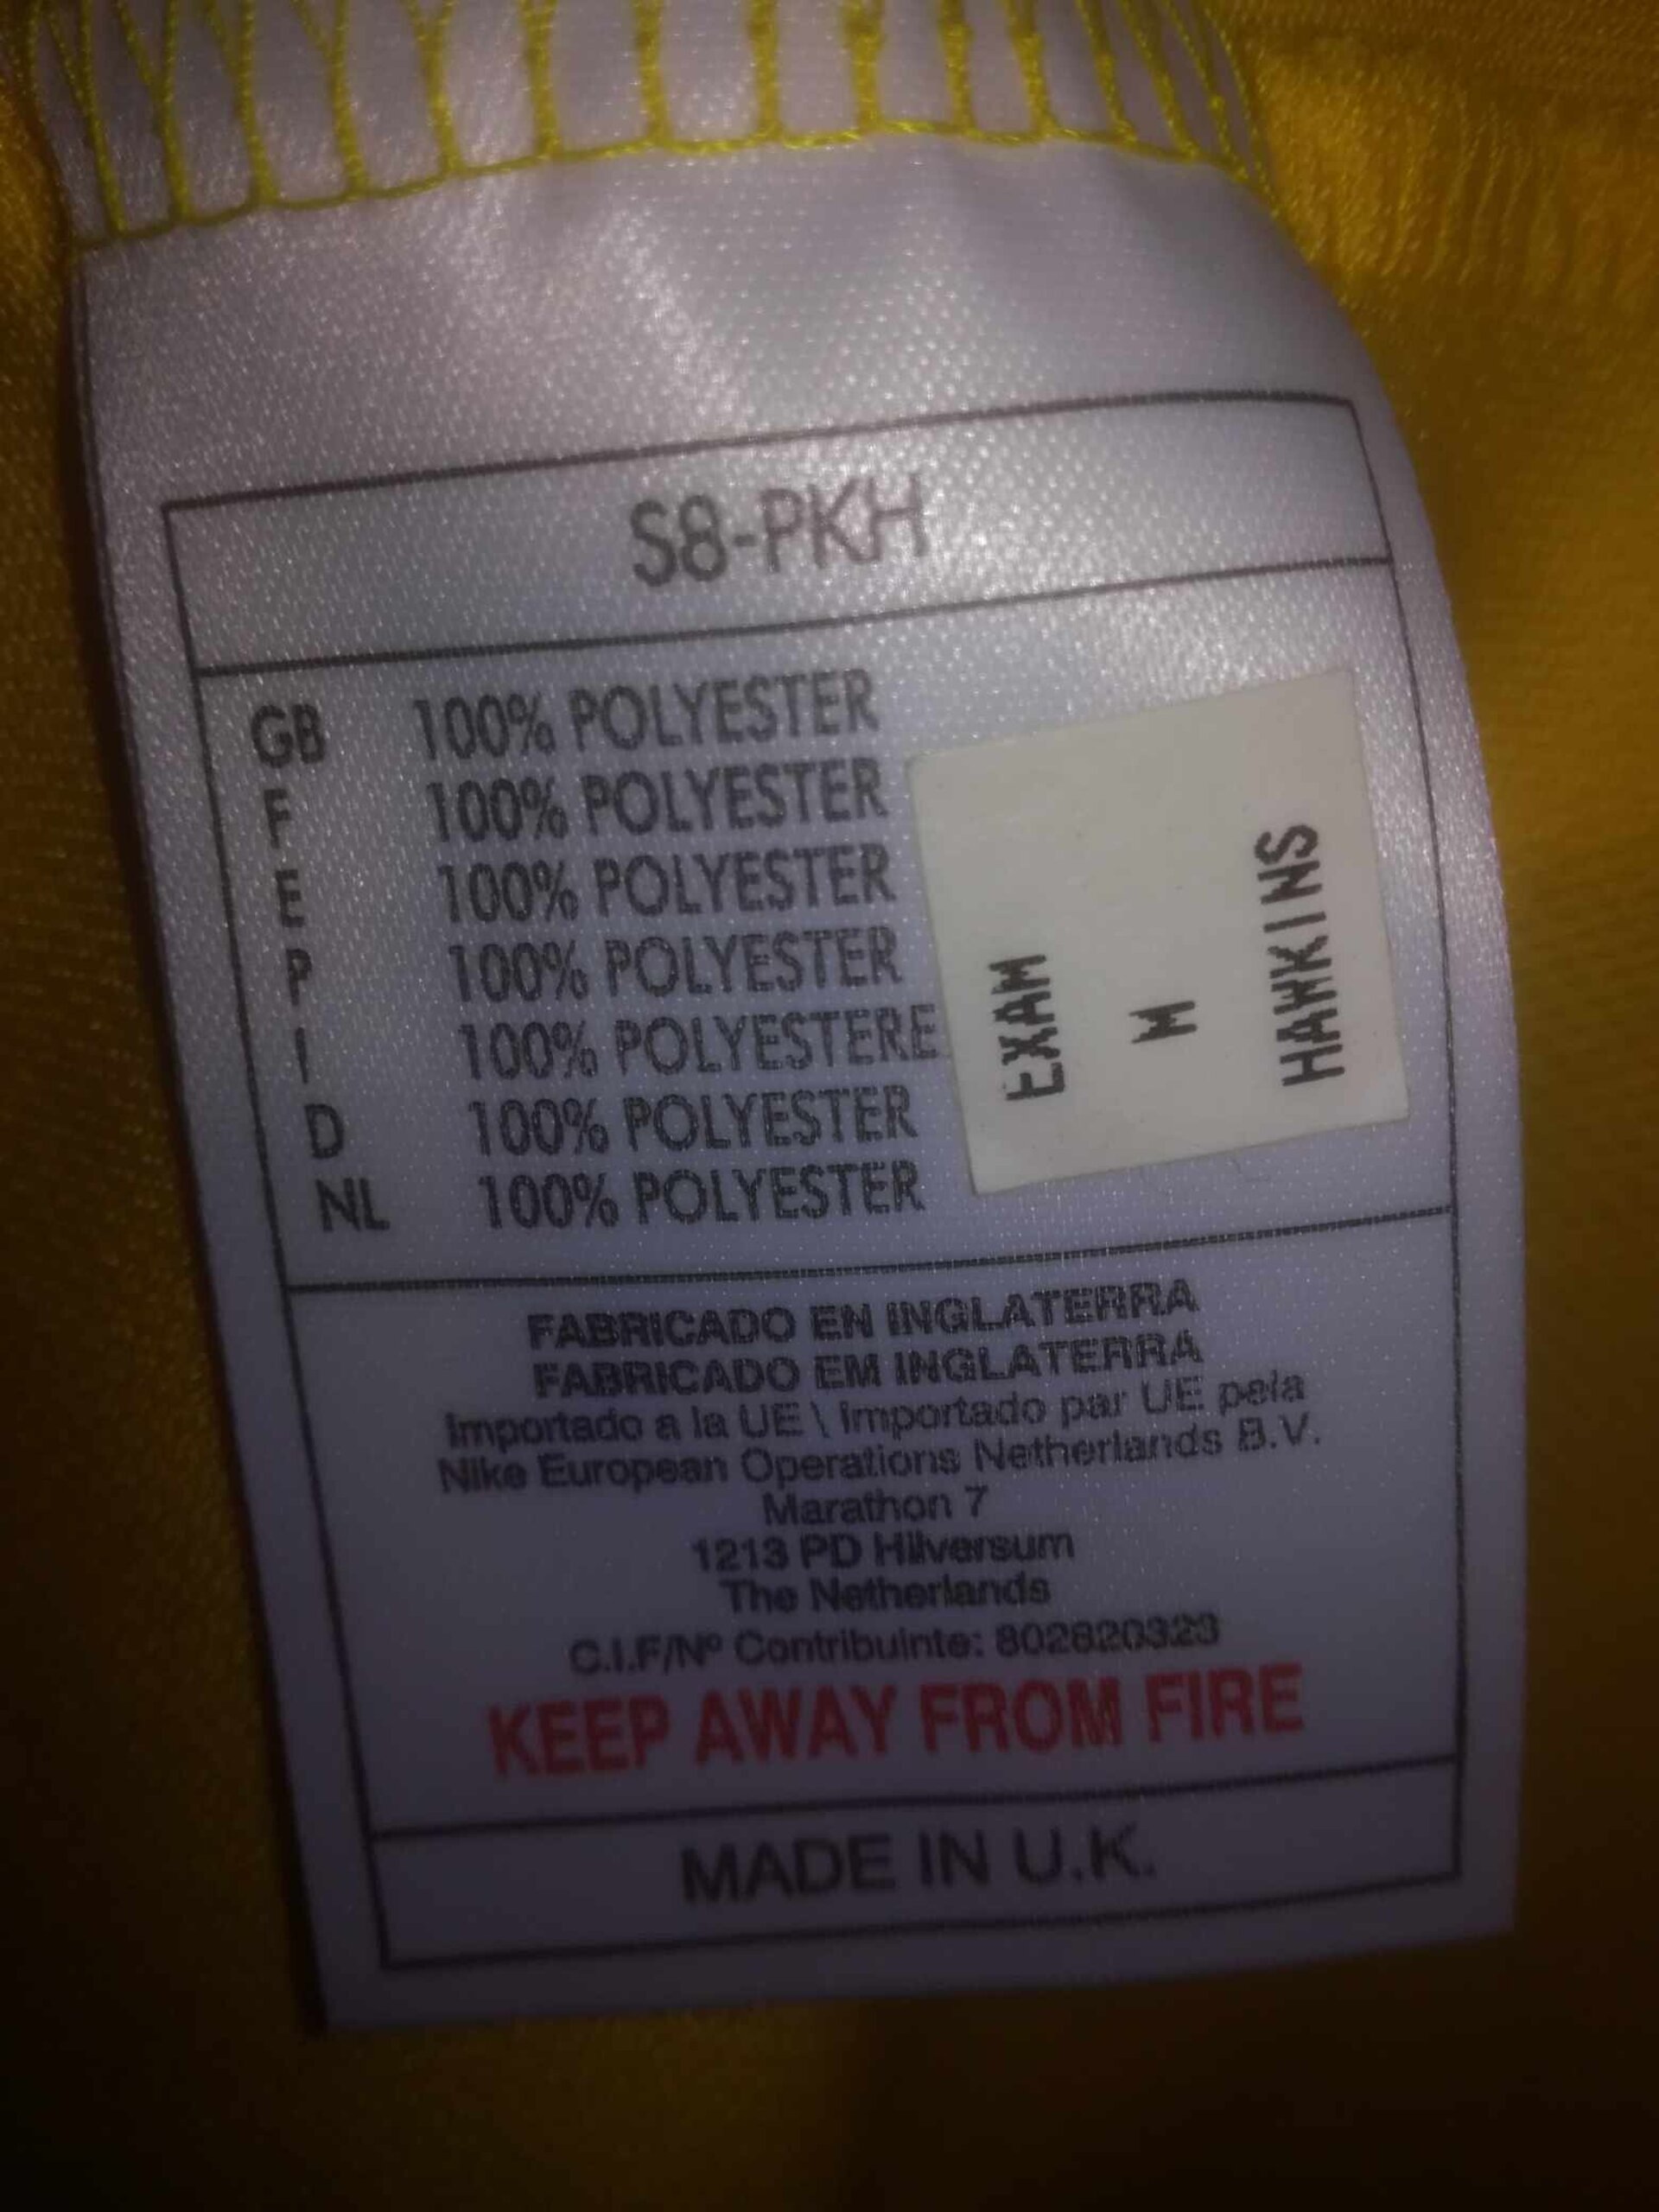 S8-PKH
GB 100% POLYESTER
F 100% POLYESTER
E 100% POLYESTER
P 100% POLYESTER
I 100% POLYESTERE
D 100% POLYESTER
NL 100% POLYESTER
EXAM
M
HAWKINS
FABRICADO EN INGLATERRA
FABRICADO EM INGLATERRA
Importado a la UE \ Importado par UE pela
Nike European Operations Netherlands B.V.
Marathon 7
1213 PD Hilversum
The Netherlands
C.I.F/Nº Contribuinte: 802820323
KEEP AWAY FROM FIRE
MADE IN U.K.